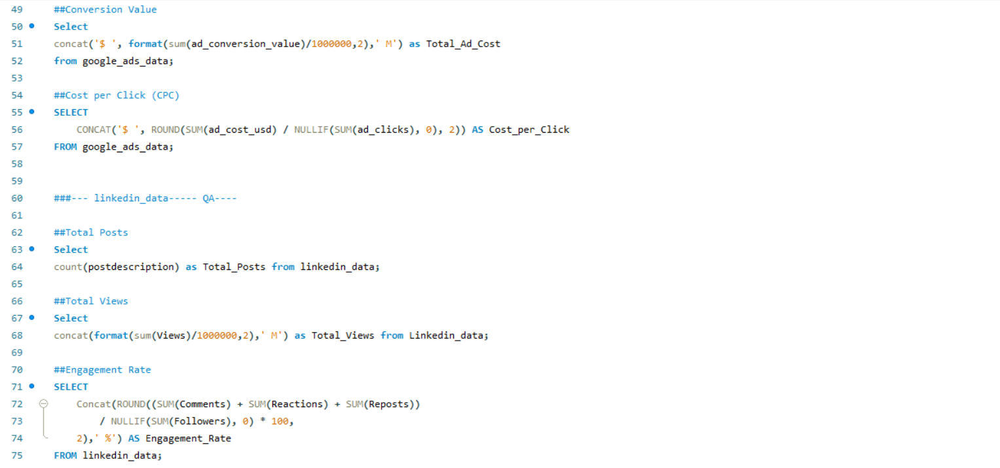 49 ##Conversion Value
50 Select
51 concat('$ ', format(sum(ad_conversion_value)/1000000,2),' M') as Total_Ad_Cost
52 from google_ads_data;
53
54 ##Cost per Click (CPC)
55 SELECT
56 CONCAT('$ ', ROUND(SUM(ad_cost_usd) / NULLIF(SUM(ad_clicks), 0), 2)) AS Cost_per_Click
57 FROM google_ads_data;
58
59
60 ###--- linkedin_data----- QA----
61
62 ##Total Posts
63 Select
64 count(postdescription) as Total_Posts from linkedin_data;
65
66 ##Total Views
67 Select
68 concat(format(sum(Views)/1000000,2),' M') as Total_Views from Linkedin_data;
69
70 ##Engagement Rate
71 SELECT
72 Concat(ROUND((SUM(Comments) + SUM(Reactions) + SUM(Reposts))
73 / NULLIF(SUM(Followers), 0) * 100,
74 2),' %') AS Engagement_Rate
75 FROM linkedin_data;